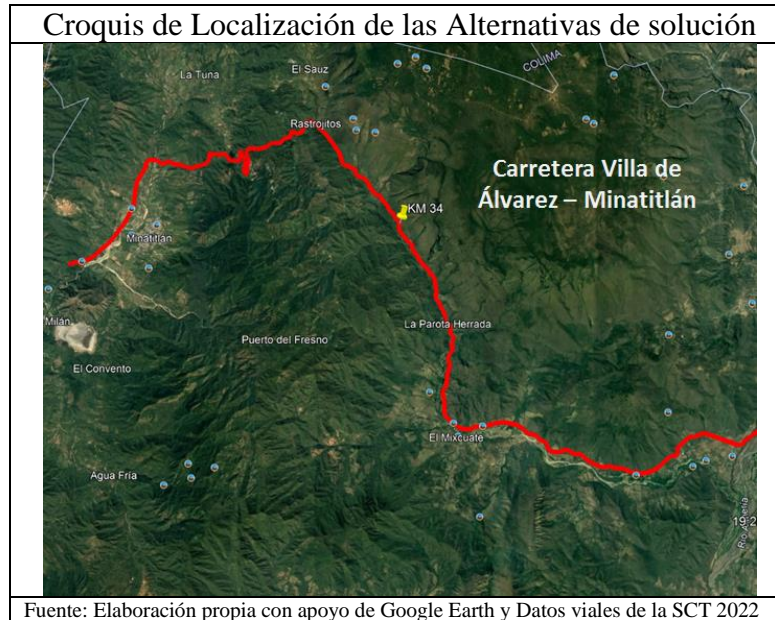 Croquis de Localización de las Alternativas de solución
COLIMA
El Sauz
La Tuna
Rastrojitos
Carretera Villa de
Álvarez – Minatitlán
KM 34
Minatitlán
Milán
La Parota Herrada
Puerto del Fresno
El Convento
El Mixcuate
Agua Fría
19:2
Fuente: Elaboración propia con apoyo de Google Earth y Datos viales de la SCT 2022